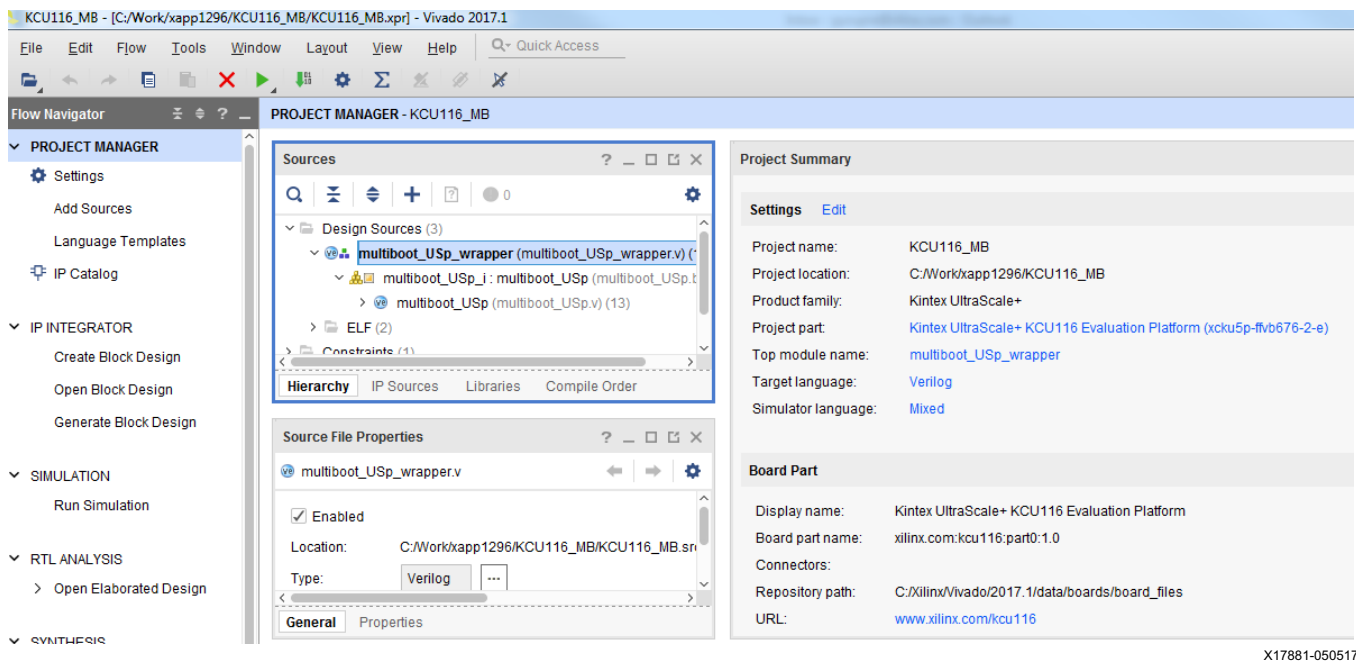 KCU116_MB - [C:/Work/xapp1296/KCU116_MB/KCU116_MB.xpr] - Vivado 2017.1
File Edit Flow Tools Window Layout View Help Quick Access
Flow Navigator ? PROJECT MANAGER - KCU116_MB
PROJECT MANAGER
Settings
Add Sources
Language Templates
IP Catalog
IP INTEGRATOR
Create Block Design
Open Block Design
Generate Block Design
SIMULATION
Run Simulation
RTL ANALYSIS
Open Elaborated Design
SYNTHESIS
Sources ?
? 0
Design Sources (3)
multiboot_USp_wrapper (multiboot_USp_wrapper.v) (
multiboot_USp_i : multiboot_USp (multiboot_USp.b
multiboot_USp (multiboot_USp.v) (13)
ELF (2)
Constraints (1)
Hierarchy IP Sources Libraries Compile Order
Source File Properties ?
multiboot_USp_wrapper.v
Enabled
Location: C:/Work/xapp1296/KCU116_MB/KCU116_MB.sr
Type: Verilog ...
General Properties
Project Summary
Settings Edit
Project name: KCU116_MB
Project location: C:/Work/xapp1296/KCU116_MB
Product family: Kintex UltraScale+
Project part: Kintex UltraScale+ KCU116 Evaluation Platform (xcku5p-ffvb676-2-e)
Top module name: multiboot_USp_wrapper
Target language: Verilog
Simulator language: Mixed
Board Part
Display name: Kintex UltraScale+ KCU116 Evaluation Platform
Board part name: xilinx.com:kcu116:part0:1.0
Connectors:
Repository path: C:/Xilinx/Vivado/2017.1/data/boards/board_files
URL: www.xilinx.com/kcu116
X17881-050517